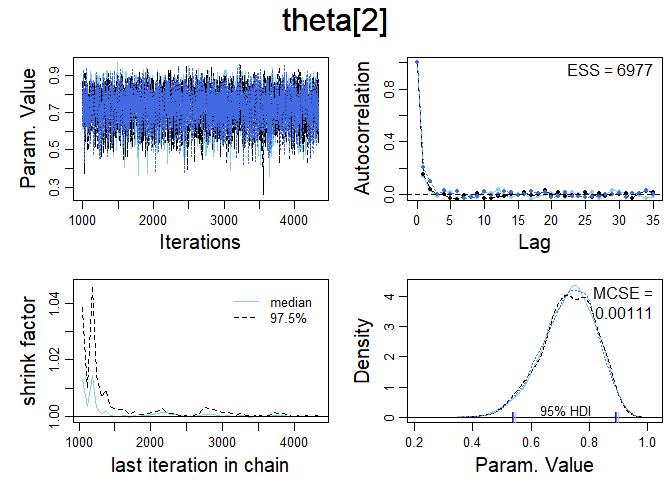 theta[2]
Param. Value
0.3 0.5 0.7 0.9
1000 2000 3000 4000
Iterations
Autocorrelation
0.0 0.4 0.8
ESS = 6977
0 5 10 15 20 25 30 35
Lag
shrink factor
1.00 1.02 1.04
median
97.5%
1000 2000 3000 4000
last iteration in chain
Density
0 1 2 3 4
MCSE =
0.00111
95% HDI
0.2 0.4 0.6 0.8 1.0
Param. Value